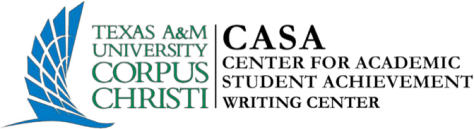 TEXAS A&M
UNIVERSITY
CORPUS
CHRISTI
CASA
CENTER FOR ACADEMIC
STUDENT ACHIEVEMENT
WRITING CENTER